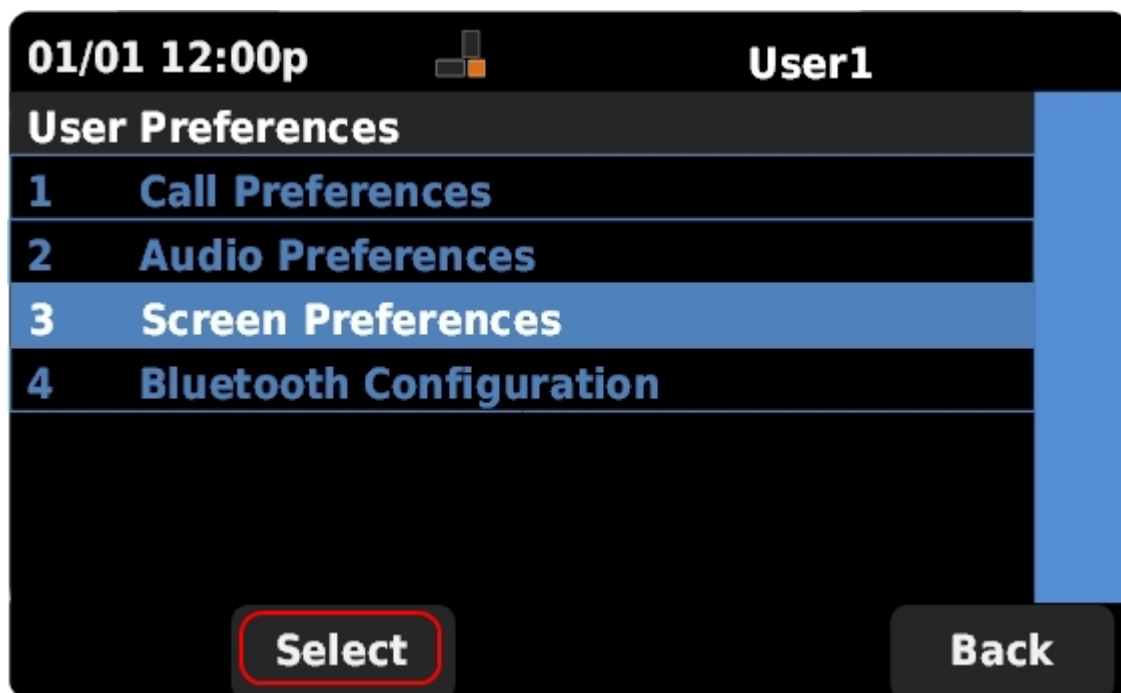 01/01 12:00p User1
User Preferences
1 Call Preferences
2 Audio Preferences
3 Screen Preferences
4 Bluetooth Configuration
Select Back